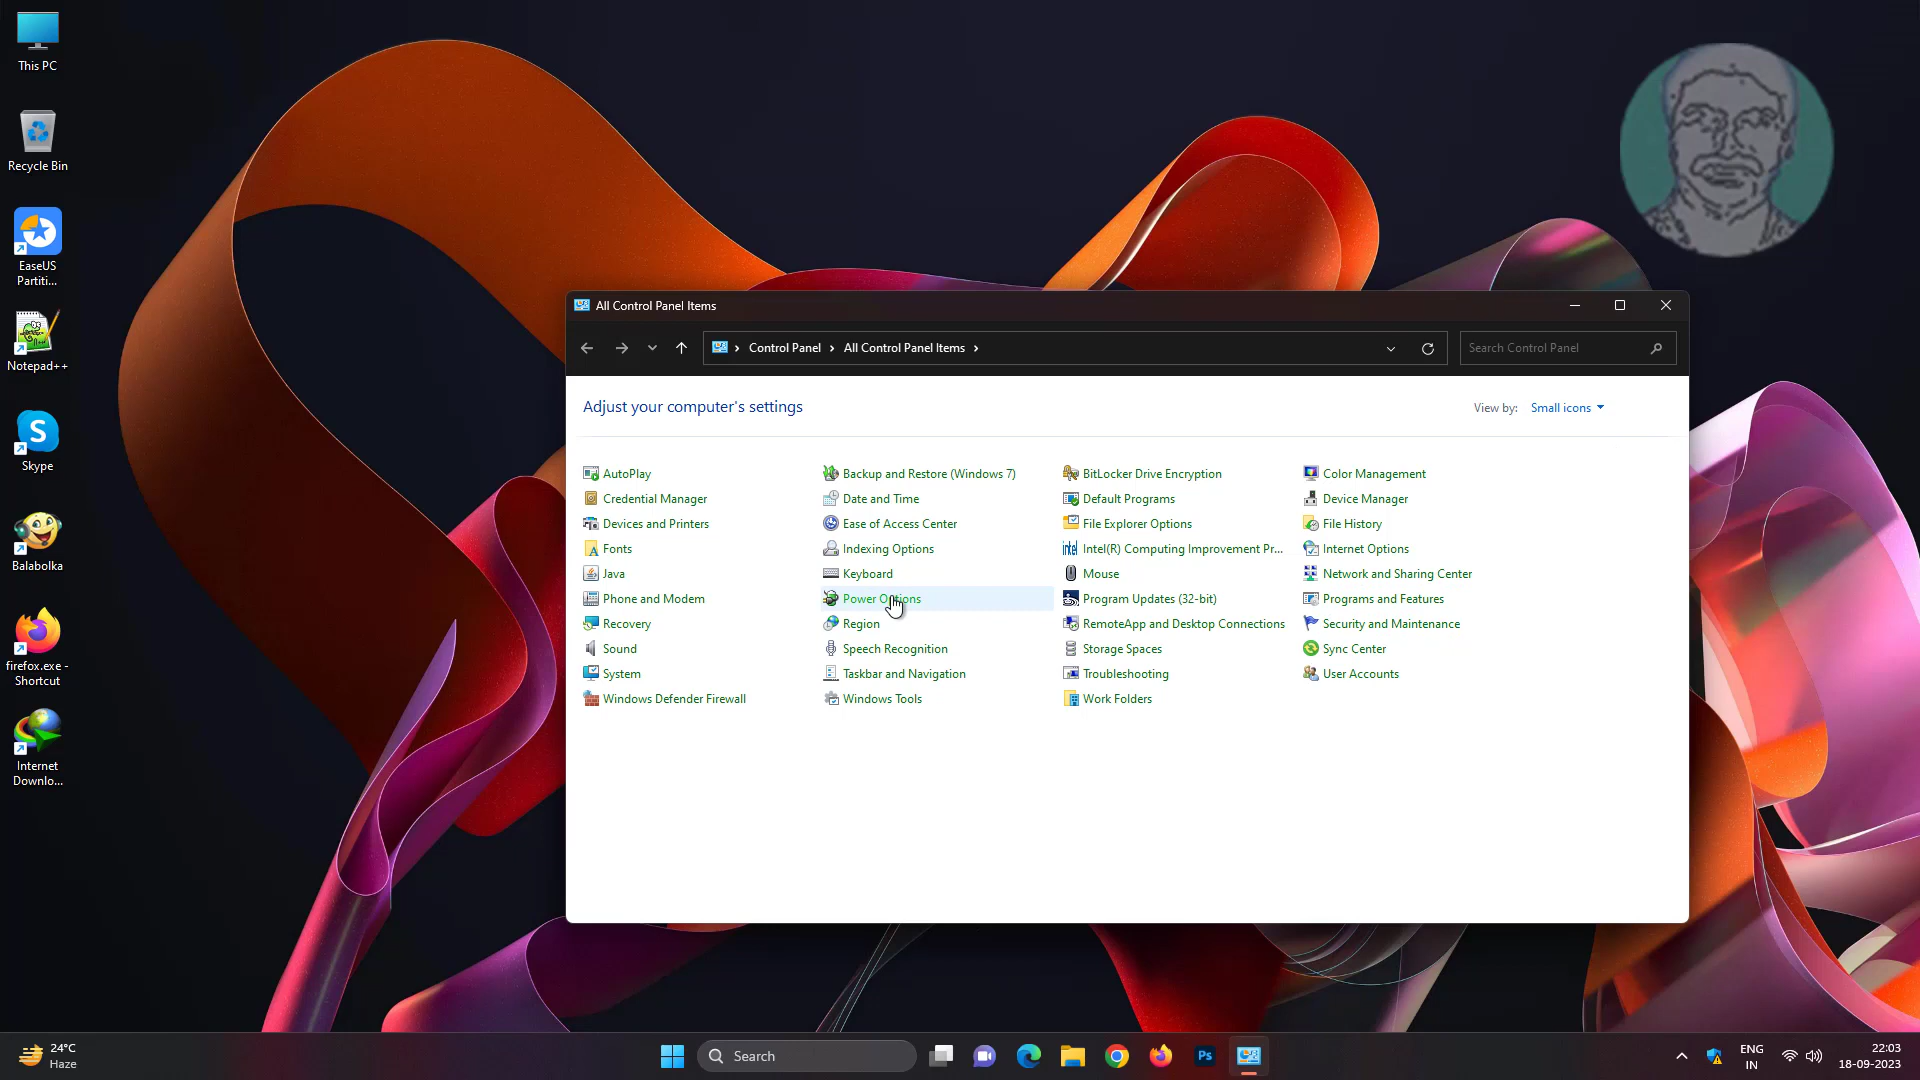 This PC
Recycle Bin
EaseUS
Partiti...
Notepad++
Skype
Balabolka
firefox.exe -
Shortcut
Internet
Downlo...
All Control Panel Items
Control Panel
All Control Panel Items
Search Control Panel
Adjust your computer's settings
View by:
Small icons
AutoPlay
Backup and Restore (Windows 7)
BitLocker Drive Encryption
Color Management
Credential Manager
Date and Time
Default Programs
Device Manager
Devices and Printers
Ease of Access Center
File Explorer Options
File History
Fonts
Indexing Options
Intel(R) Computing Improvement Pr...
Internet Options
Java
Keyboard
Mouse
Network and Sharing Center
Phone and Modem
Power Options
Program Updates (32-bit)
Programs and Features
Recovery
Region
RemoteApp and Desktop Connections
Security and Maintenance
Sound
Speech Recognition
Storage Spaces
Sync Center
System
Taskbar and Navigation
Troubleshooting
User Accounts
Windows Defender Firewall
Windows Tools
Work Folders
24°C
Haze
Search
Ps
ENG
IN
22:03
18-09-2023